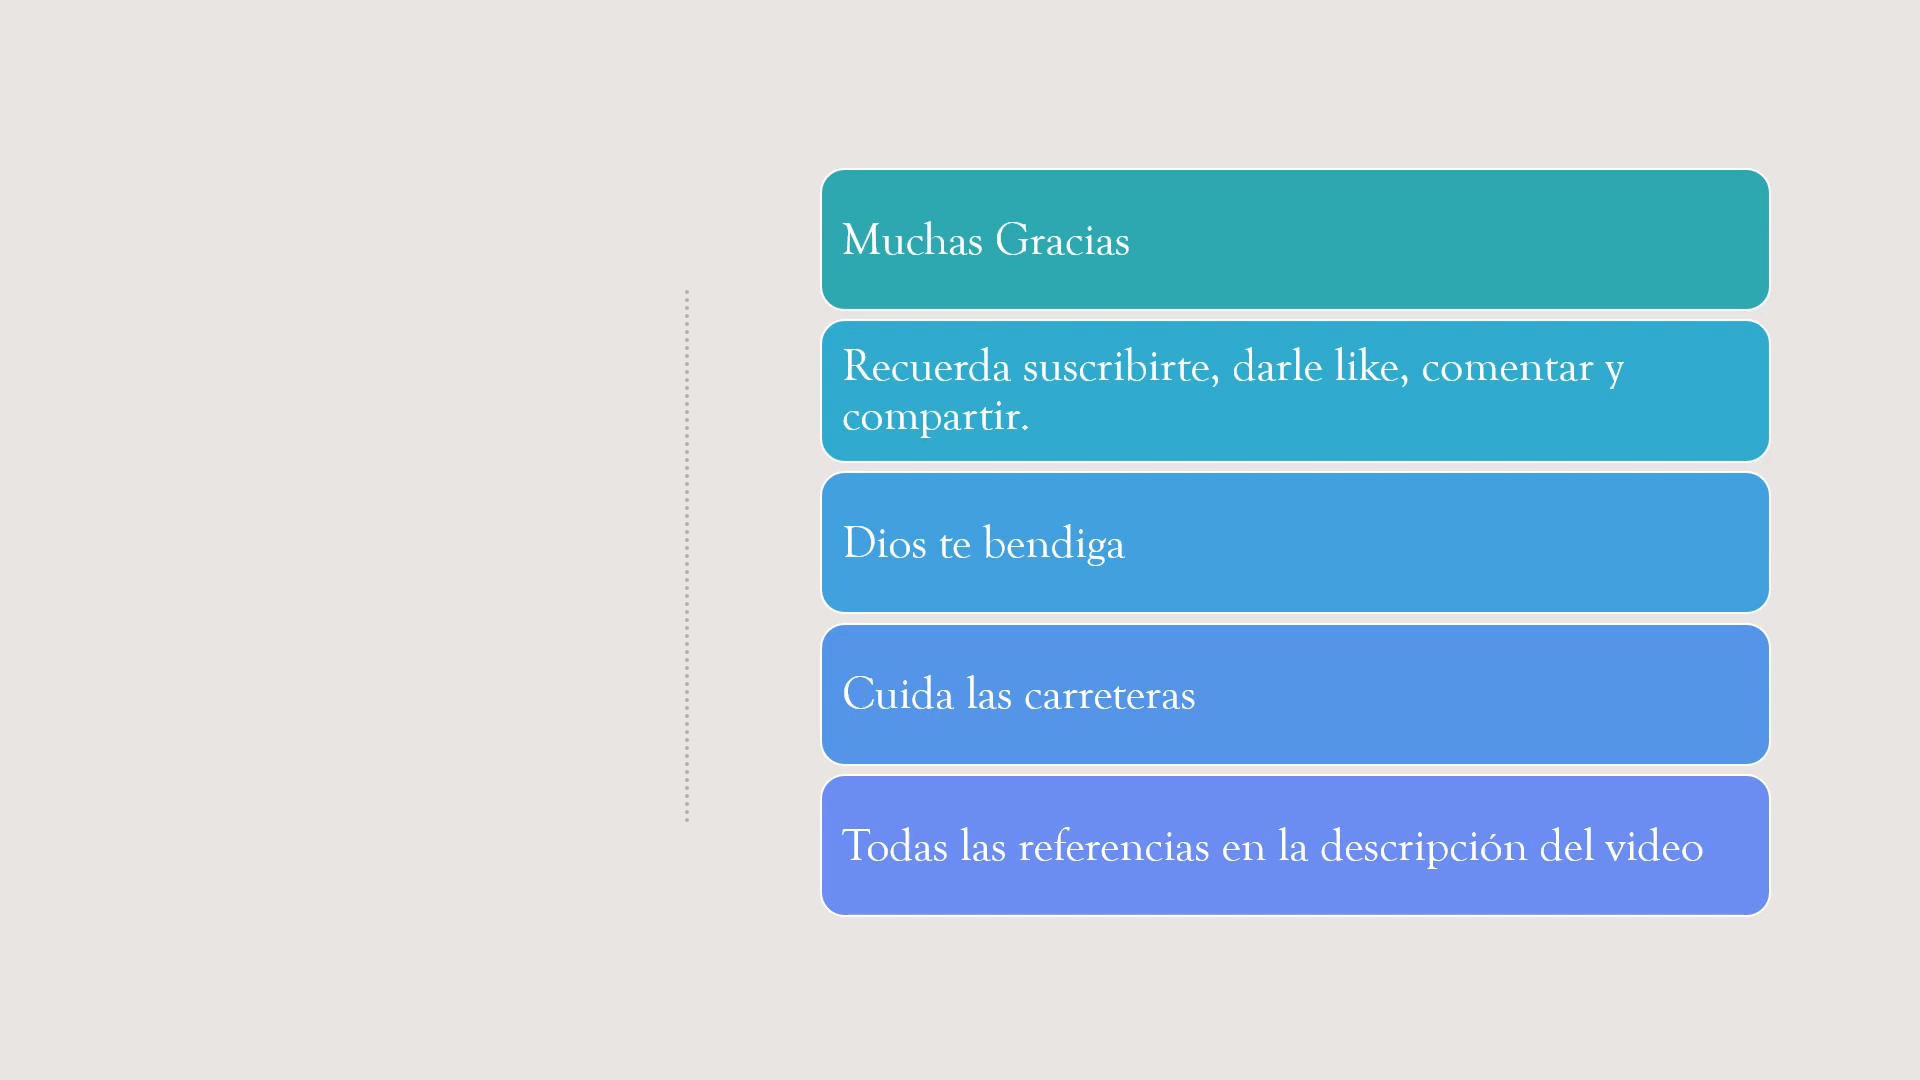 Muchas Gracias
Recuerda suscribirte, darle like, comentar y
compartir.
Dios te bendiga
Cuida las carreteras
Todas las referencias en la descripción del video